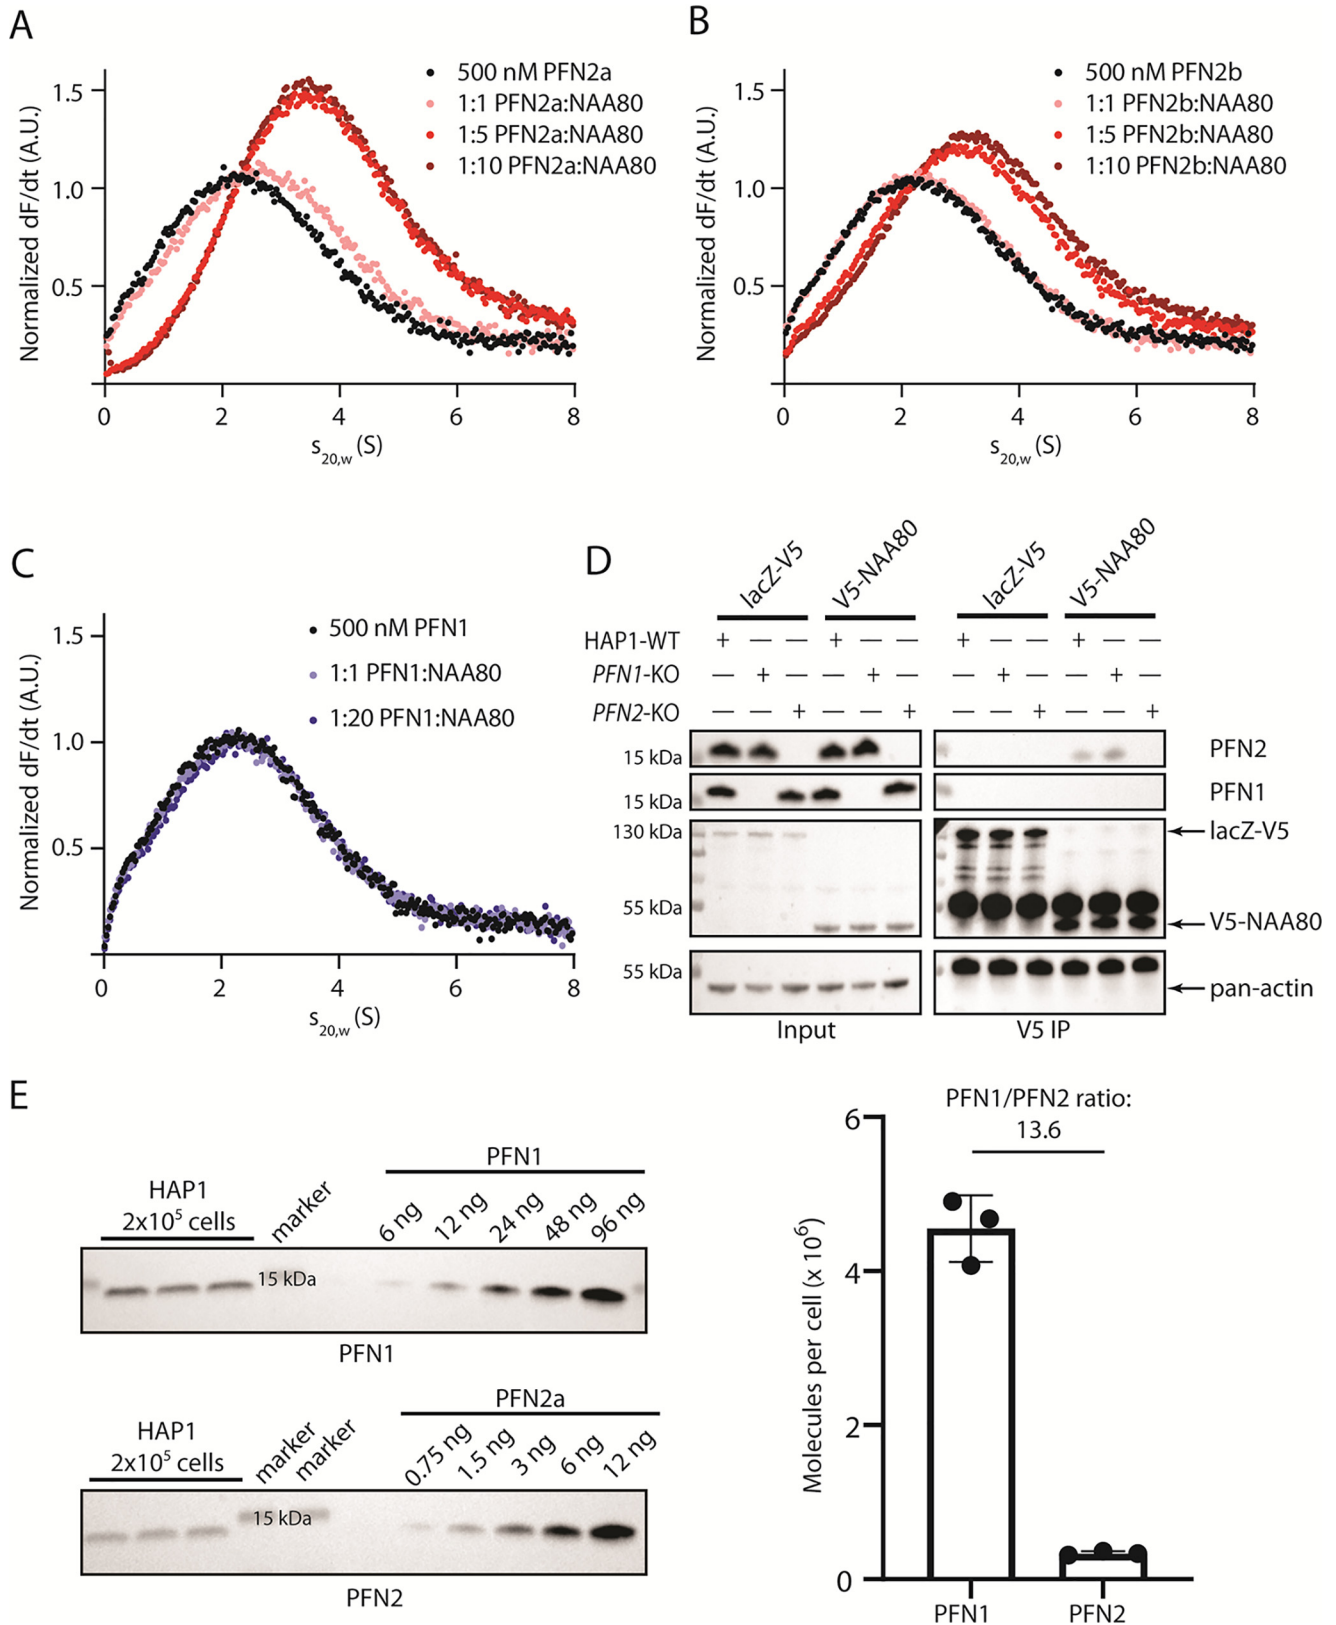 A
Normalized dF/dt (A.U.)
1.5
1.0
0.5
500 nM PFN2a
1:1 PFN2a:NAA80
1:5 PFN2a:NAA80
1:10 PFN2a:NAA80
0 2 4 6 8
s20,w (S)
B
Normalized dF/dt (A.U.)
1.5
1.0
0.5
500 nM PFN2b
1:1 PFN2b:NAA80
1:5 PFN2b:NAA80
1:10 PFN2b:NAA80
0 2 4 6 8
s20,w (S)
C
Normalized dF/dt (A.U.)
1.5
1.0
0.5
500 nM PFN1
1:1 PFN1:NAA80
1:20 PFN1:NAA80
0 2 4 6 8
s20,w (S)
D
lacZ-V5 V5-NAA80 lacZ-V5 V5-NAA80
HAP1-WT + — — + — — + — — + — —
PFN1-KO — + — — + — — + — — + —
PFN2-KO — — + — — + — — + — — +
15 kDa PFN2
15 kDa PFN1
130 kDa lacZ-V5
55 kDa V5-NAA80
55 kDa pan-actin
Input V5 IP
E
HAP1
2x10⁵ cells
marker
PFN1
6 ng 12 ng 24 ng 48 ng 96 ng
15 kDa
PFN1
HAP1
2x10⁵ cells
marker
marker
PFN2a
0.75 ng 1.5 ng 3 ng 6 ng 12 ng
15 kDa
PFN2
PFN1/PFN2 ratio:
13.6
Molecules per cell (x 10⁶)
6
4
2
0
PFN1 PFN2